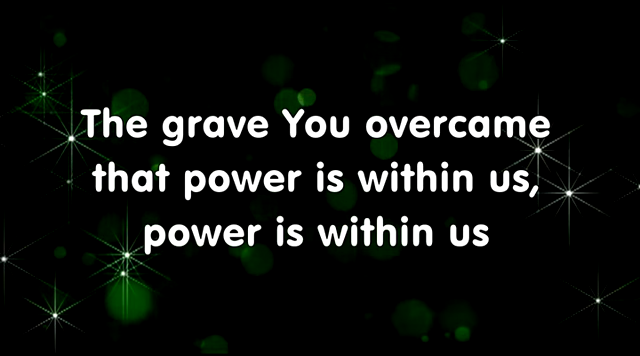 The grave You overcame
that power is within us,
power is within us